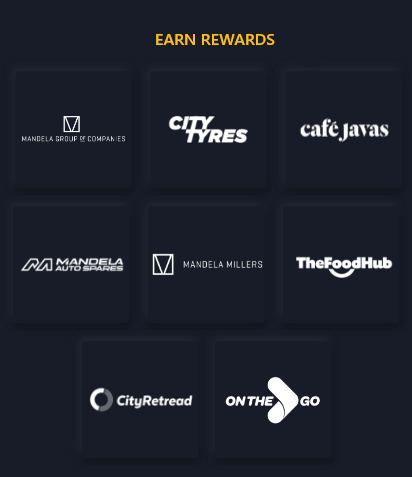 EARN REWARDS
MANDELA GROUP OF COMPANIES
CITY
TYRES
café Javas
MANDELA
AUTO SPARES
MANDELA MILLERS
TheFoodHub
CityRetread
ON THE GO